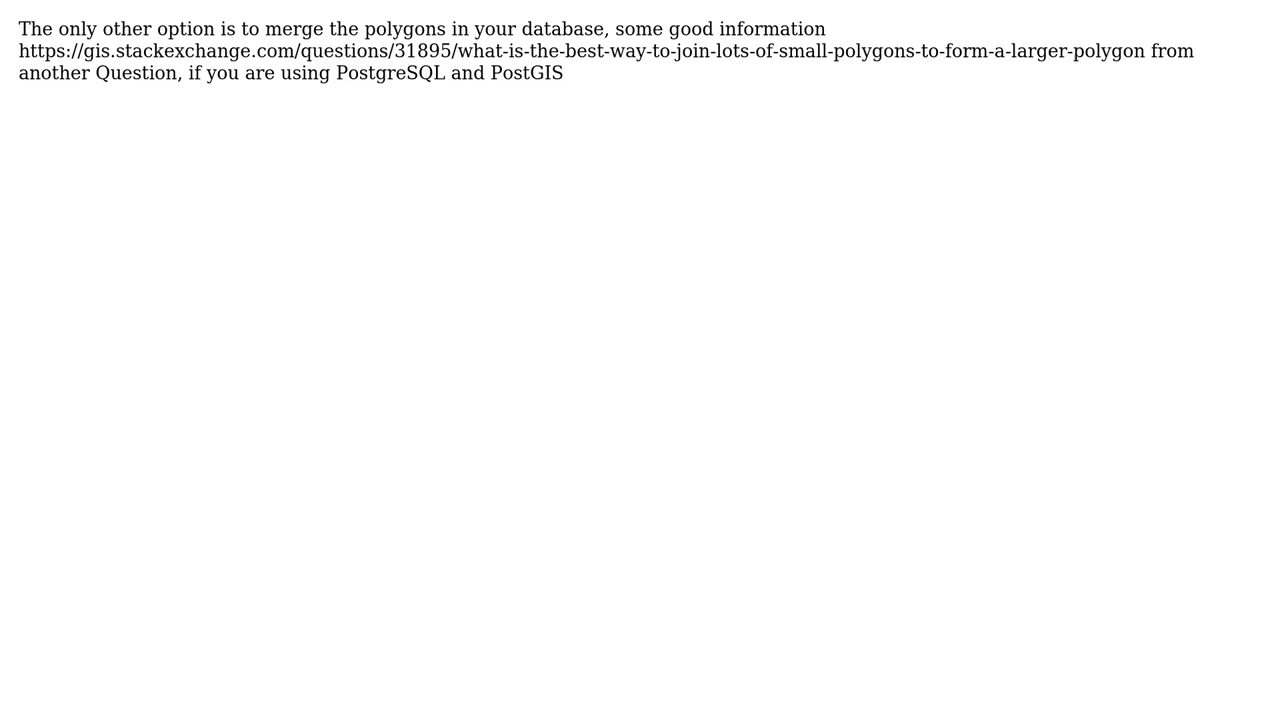 The only other option is to merge the polygons in your database, some good information
https://gis.stackexchange.com/questions/31895/what-is-the-best-way-to-join-lots-of-small-polygons-to-form-a-larger-polygon from
another Question, if you are using PostgreSQL and PostGIS